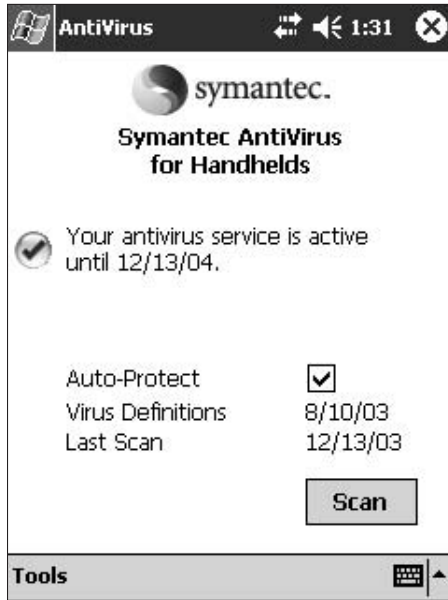 AntiVirus 1:31
symantec.
Symantec AntiVirus
for Handhelds
Your antivirus service is active
until 12/13/04.
Auto-Protect
Virus Definitions 8/10/03
Last Scan 12/13/03
Scan
Tools